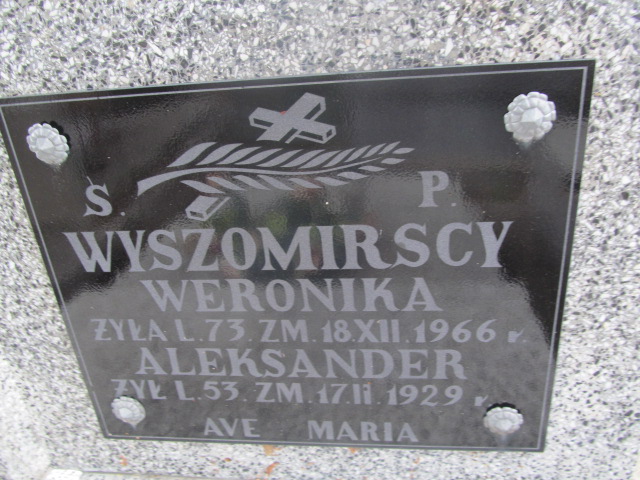 Ś. P.
WYSZOMIRSCY
WERONIKA
ŻYŁA L. 73. ZM. 18.XII. 1966 r.
ALEKSANDER
ŻYŁ L. 53. ZM. 17.II. 1929 r.
AVE MARIA